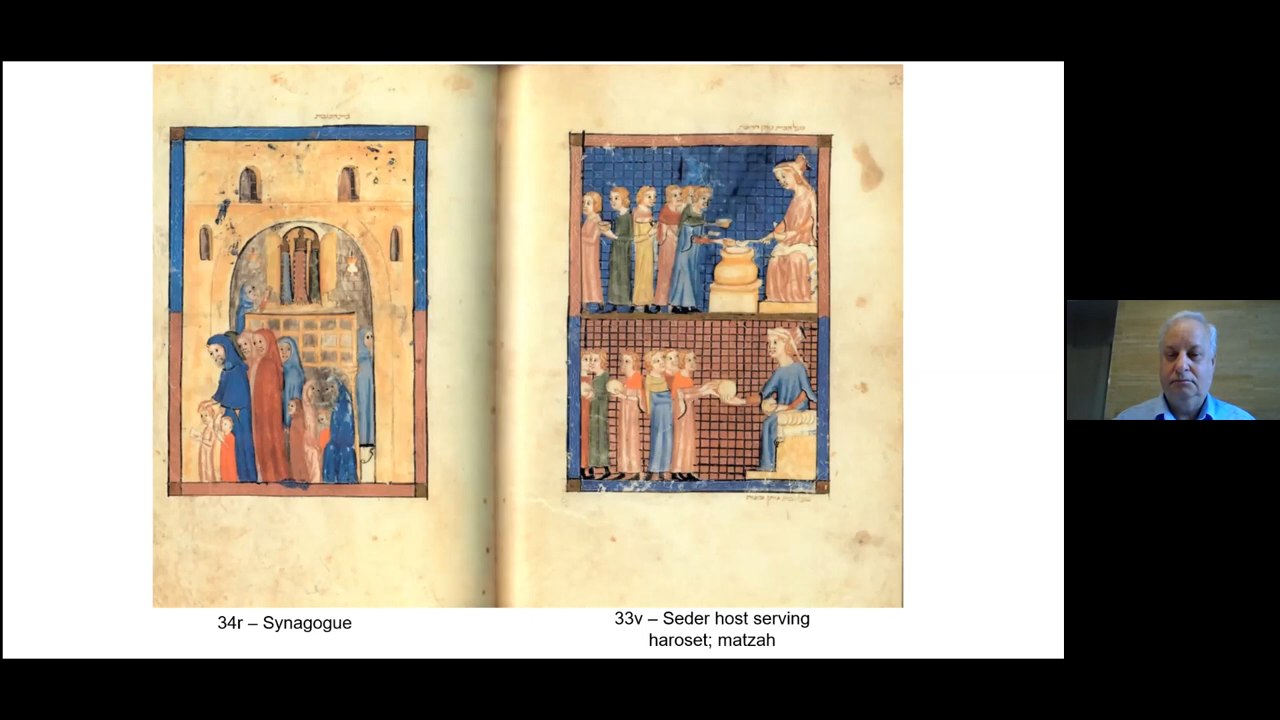 34r – Synagogue
33v – Seder host serving
haroset; matzah